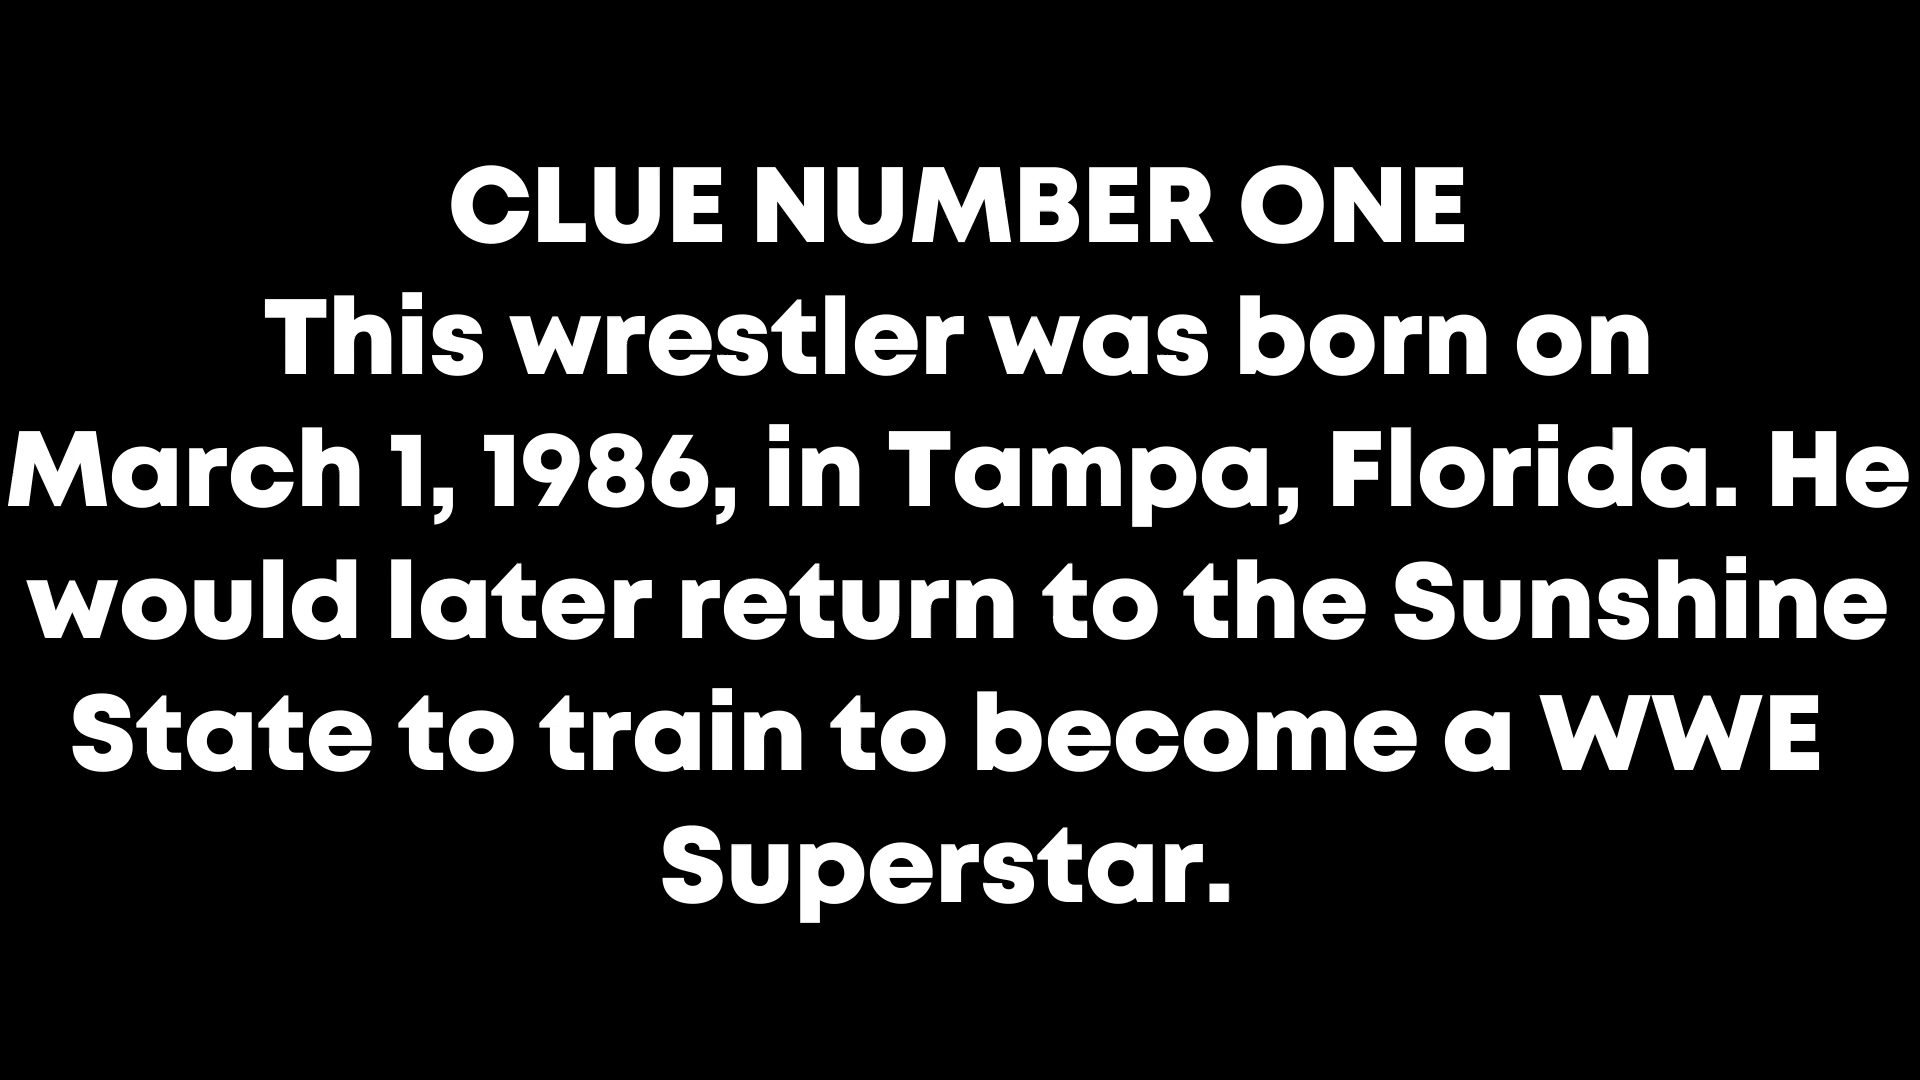 CLUE NUMBER ONE
This wrestler was born on
March 1, 1986, in Tampa, Florida. He
would later return to the Sunshine
State to train to become a WWE
Superstar.